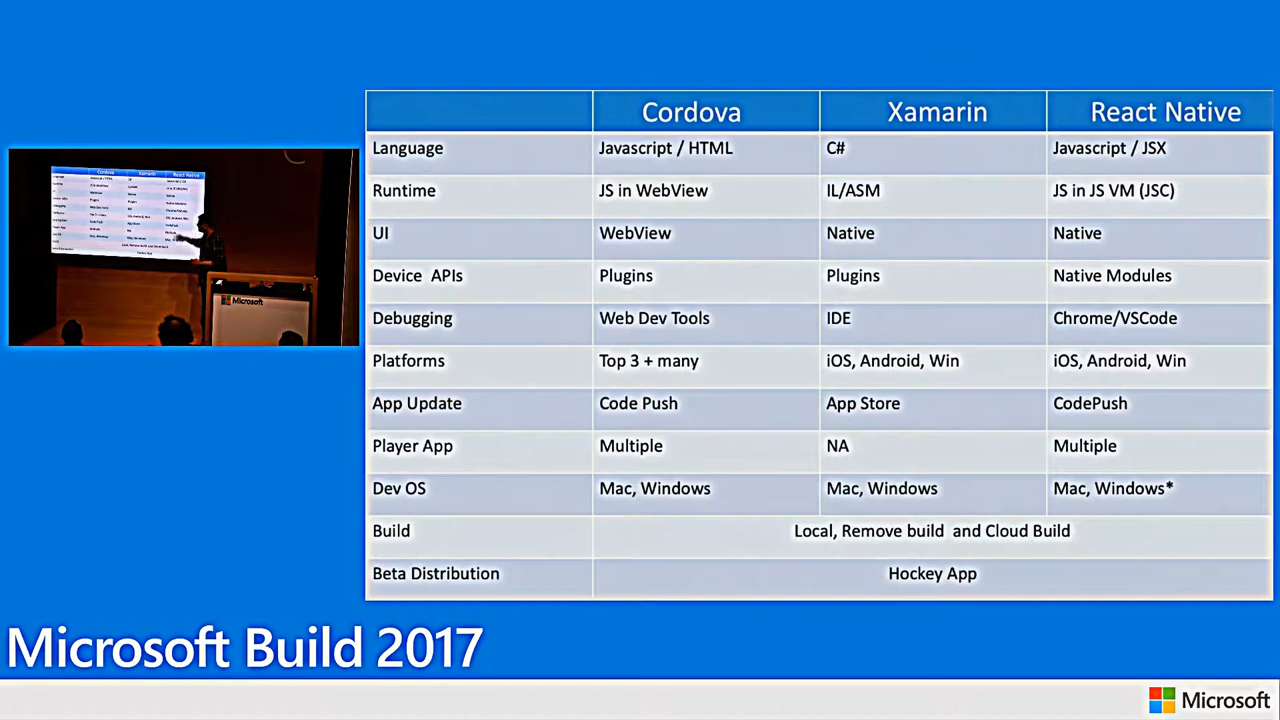 Cordova Xamarin React Native
Language Javascript / HTML C# Javascript / JSX
Runtime JS in WebView IL/ASM JS in JS VM (JSC)
UI WebView Native Native
Device APIs Plugins Plugins Native Modules
Debugging Web Dev Tools IDE Chrome/VSCode
Platforms Top 3 + many iOS, Android, Win iOS, Android, Win
App Update Code Push App Store CodePush
Player App Multiple NA Multiple
Dev OS Mac, Windows Mac, Windows Mac, Windows*
Build Local, Remove build and Cloud Build
Beta Distribution Hockey App
Cordova Xamarin React Native
Microsoft
Microsoft Build 2017
Microsoft